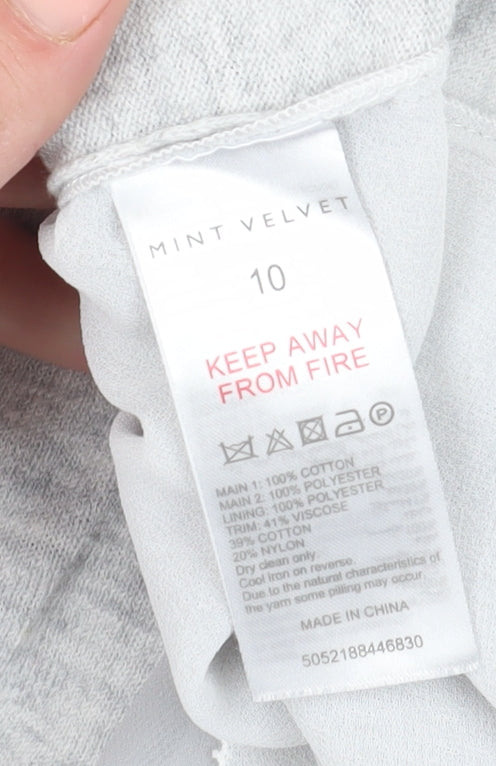 MINT VELVET
10
KEEP AWAY
FROM FIRE
P
MAIN 1: 100% COTTON
MAIN 2: 100% POLYESTER
LINING: 100% POLYESTER
TRIM: 41% VISCOSE
39% COTTON
20% NYLON
Dry clean only.
Cool Iron on reverse.
Due to the natural characteristics of
the yarn some pilling may occur.
MADE IN CHINA
5052188446830